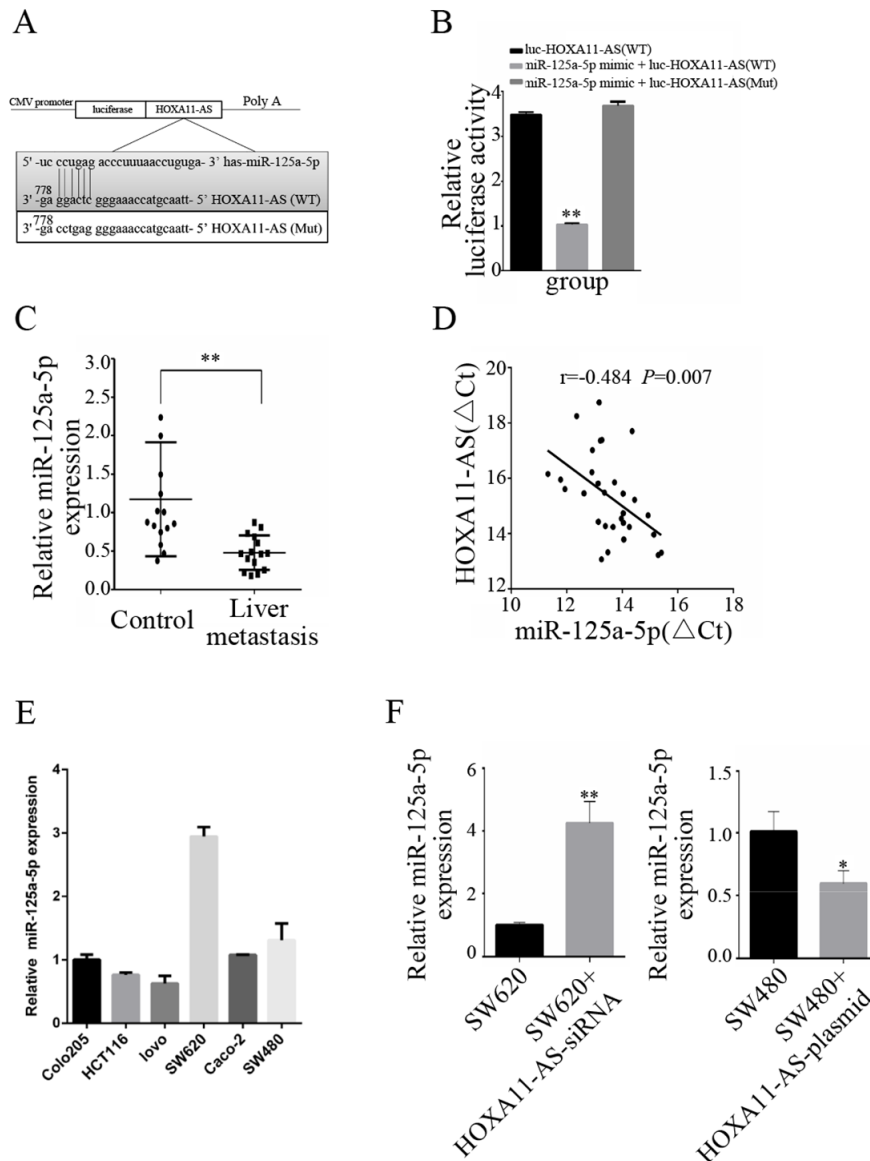 A
CMV promoter
luciferase
HOXA11-AS
Poly A
5' -uc ccugag acccuuuaaccuguga- 3' has-miR-125a-5p
778
3' -ga ggactc gggaaaccatgcaatt- 5' HOXA11-AS (WT)
778
3' -ga cctgag gggaaaccatgcaatt- 5' HOXA11-AS (Mut)
B
luc-HOXA11-AS(WT)
miR-125a-5p mimic + luc-HOXA11-AS(WT)
miR-125a-5p mimic + luc-HOXA11-AS(Mut)
Relative
luciferase activity
4
3
2
1
0
**
group
C
Relative miR-125a-5p
expression
3.0
2.5
2.0
1.5
1.0
0.5
0.0
**
Control
Liver
metastasis
D
HOXA11-AS(△Ct)
20
18
16
14
12
r=-0.484 P=0.007
10
12
14
16
18
miR-125a-5p(△Ct)
E
Relative miR-125a-5p expression
4
3
2
1
0
Colo205
HCT116
lovo
SW620
Caco-2
SW480
F
Relative miR-125a-5p
expression
6
4
2
0
**
SW620
SW620+
HOXA11-AS-siRNA
Relative miR-125a-5p
expression
1.5
1.0
0.5
0.0
*
SW480
SW480+
HOXA11-AS-plasmid